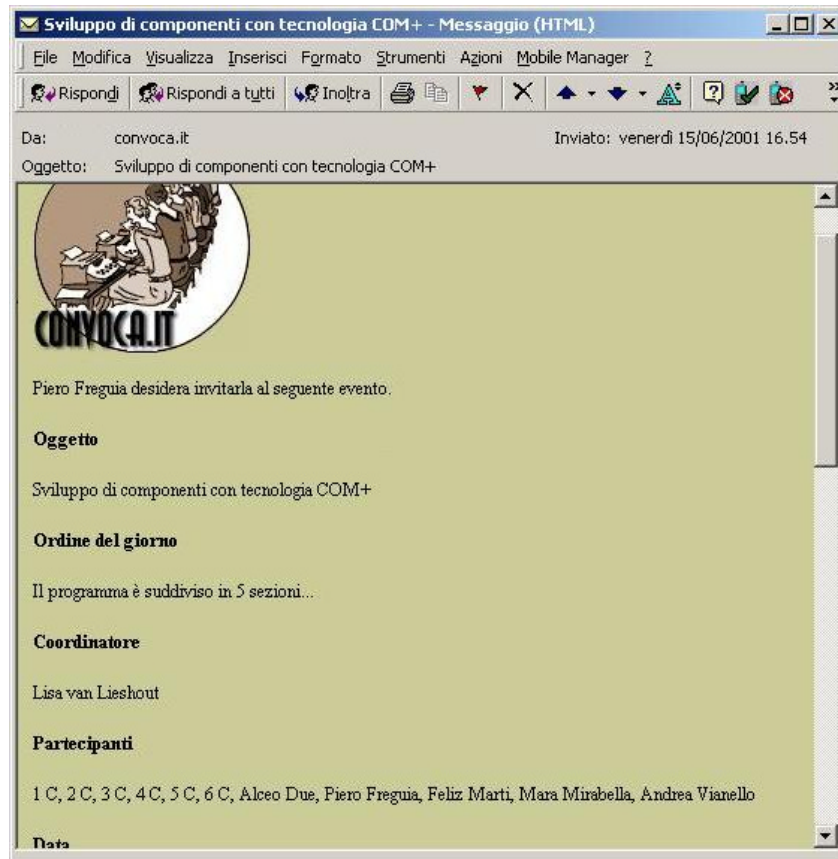 Sviluppo di componenti con tecnologia COM+ - Messaggio (HTML)
File Modifica Visualizza Inserisci Formato Strumenti Azioni Mobile Manager ?
Rispondi Rispondi a tutti Inoltra
Da: convoca.it Inviato: venerdì 15/06/2001 16.54
Oggetto: Sviluppo di componenti con tecnologia COM+
CONVOCA.IT
Piero Freguia desidera invitarla al seguente evento.
Oggetto
Sviluppo di componenti con tecnologia COM+
Ordine del giorno
Il programma è suddiviso in 5 sezioni...
Coordinatore
Lisa van Lieshout
Partecipanti
1 C, 2 C, 3 C, 4 C, 5 C, 6 C, Alceo Due, Piero Freguia, Feliz Marti, Mara Mirabella, Andrea Vianello
Data